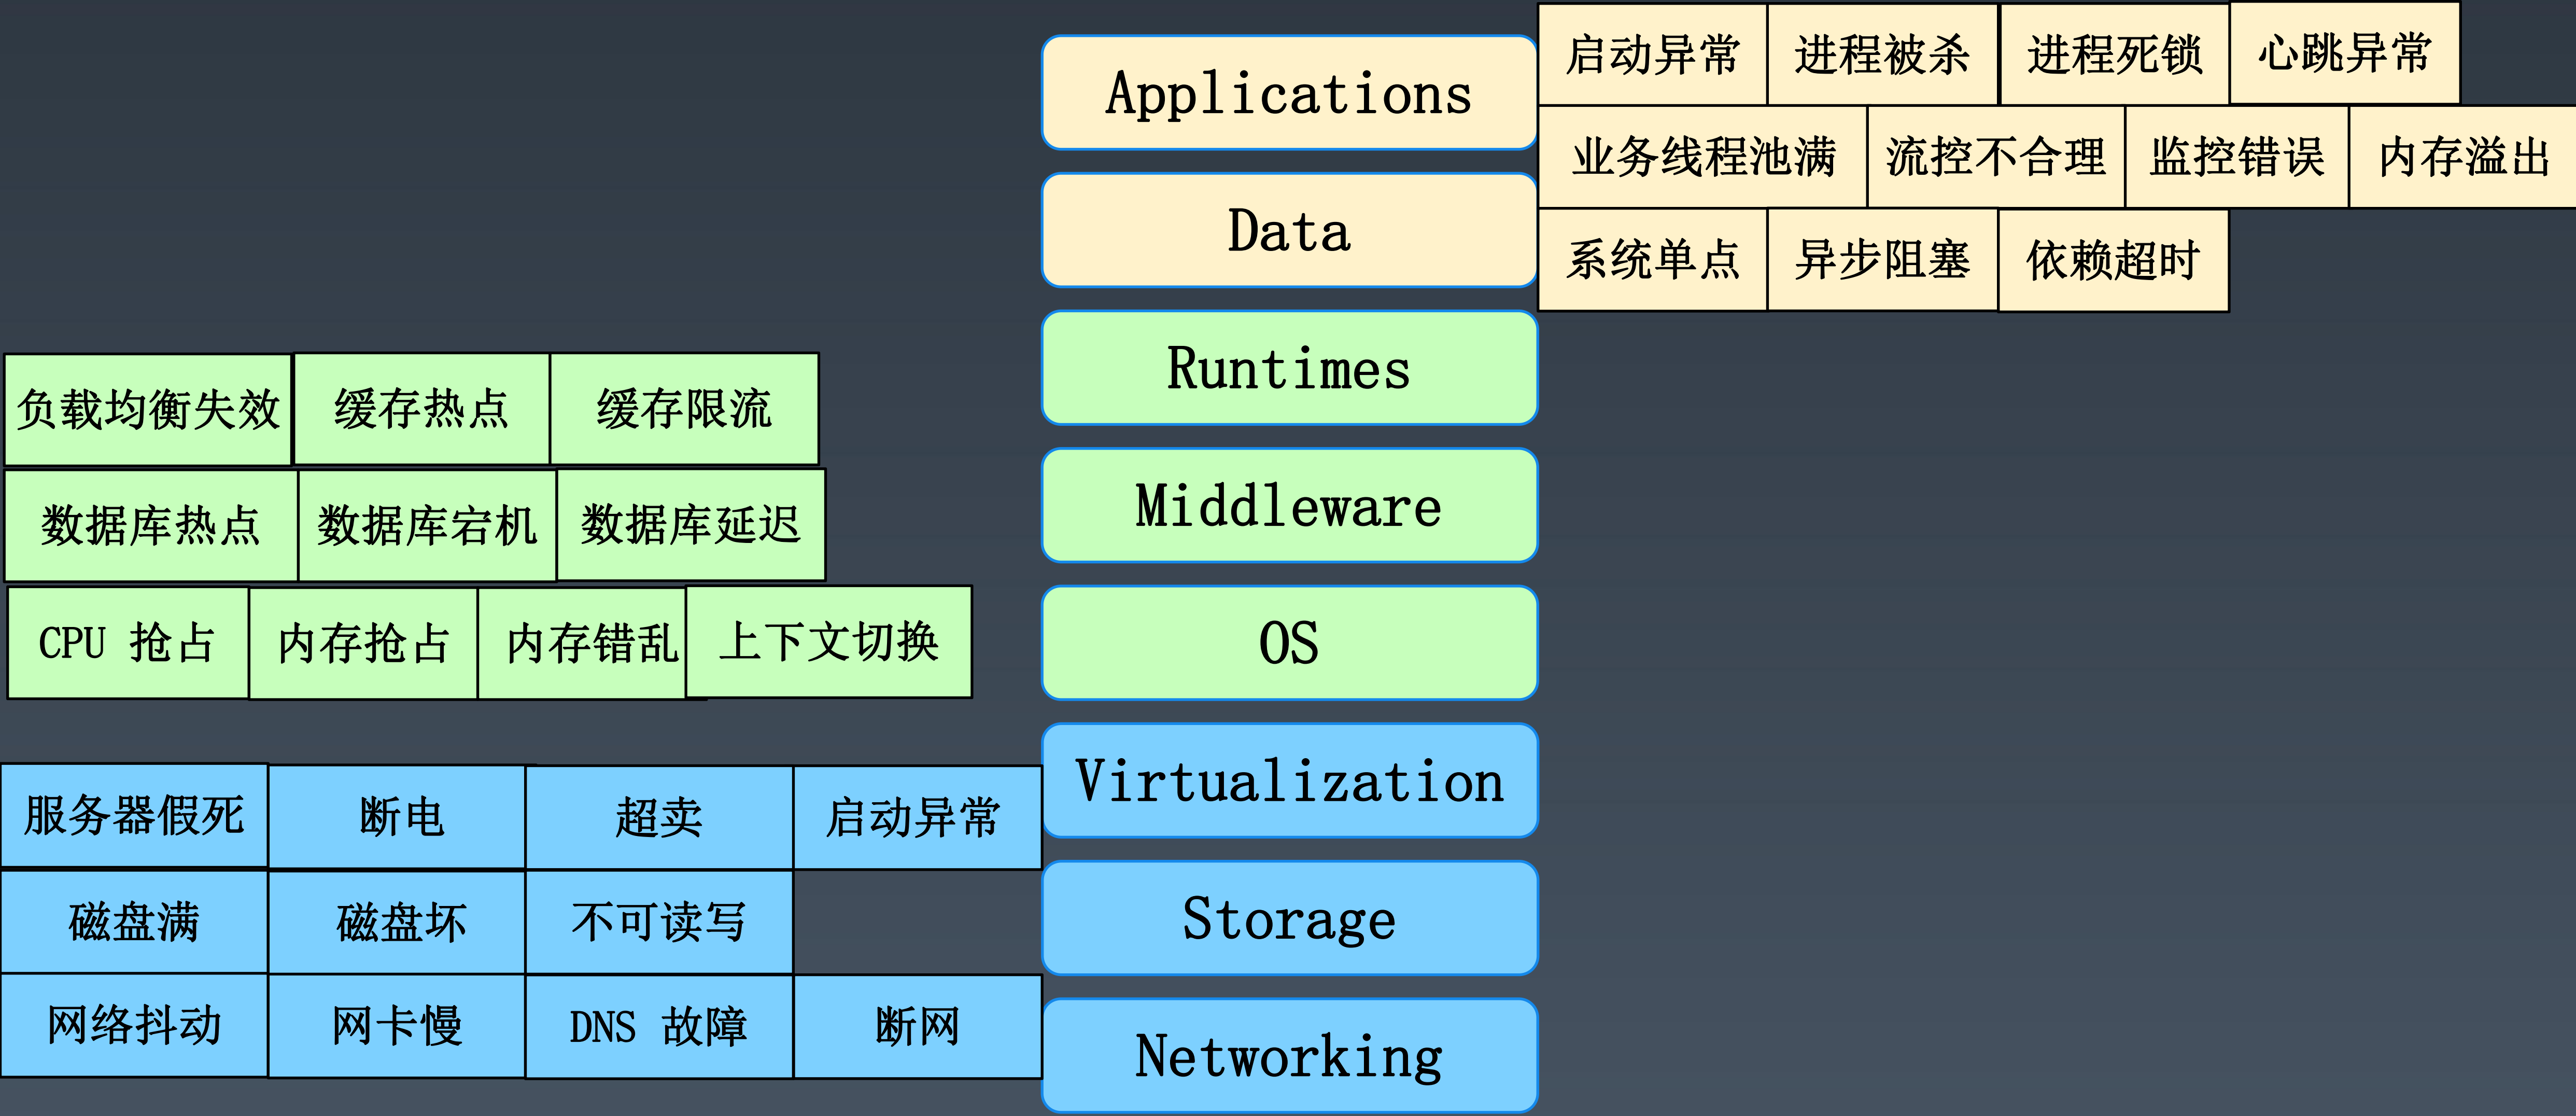 Applications
Data
Runtimes
Middleware
OS
Virtualization
Storage
Networking
启动异常 进程被杀 进程死锁 心跳异常
业务线程池满 流控不合理 监控错误 内存溢出
系统单点 异步阻塞 依赖超时
负载均衡失效 缓存热点 缓存限流
数据库热点 数据库宕机 数据库延迟
CPU 抢占 内存抢占 内存错乱 上下文切换
服务器假死 断电 超卖 启动异常
磁盘满 磁盘坏 不可读写
网络抖动 网卡慢 DNS 故障 断网